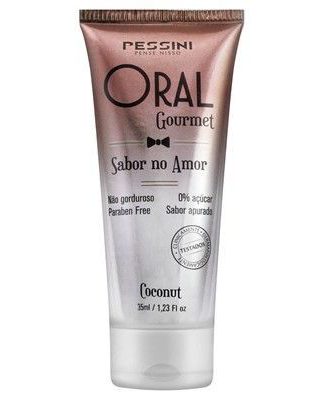 PESSINI
PENSE NISSO
ORAL
Gourmet
Sabor no Amor
Não gorduroso
Paraben Free
0% açúcar
Sabor apurado
TESTADOS
Coconut
35ml / 1,23 fl oz